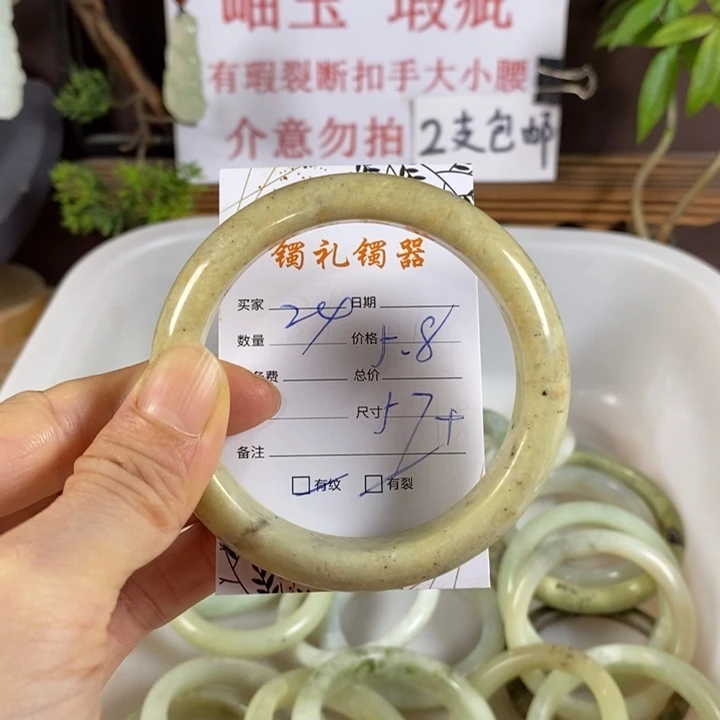 岫玉 瑕疵
有瑕裂断扣手大小腰
介意勿拍 2支包邮
镯礼镯器
买家 24 日期
数量 价格 5.8
费 总价
尺寸 57+
备注
有纹 有裂